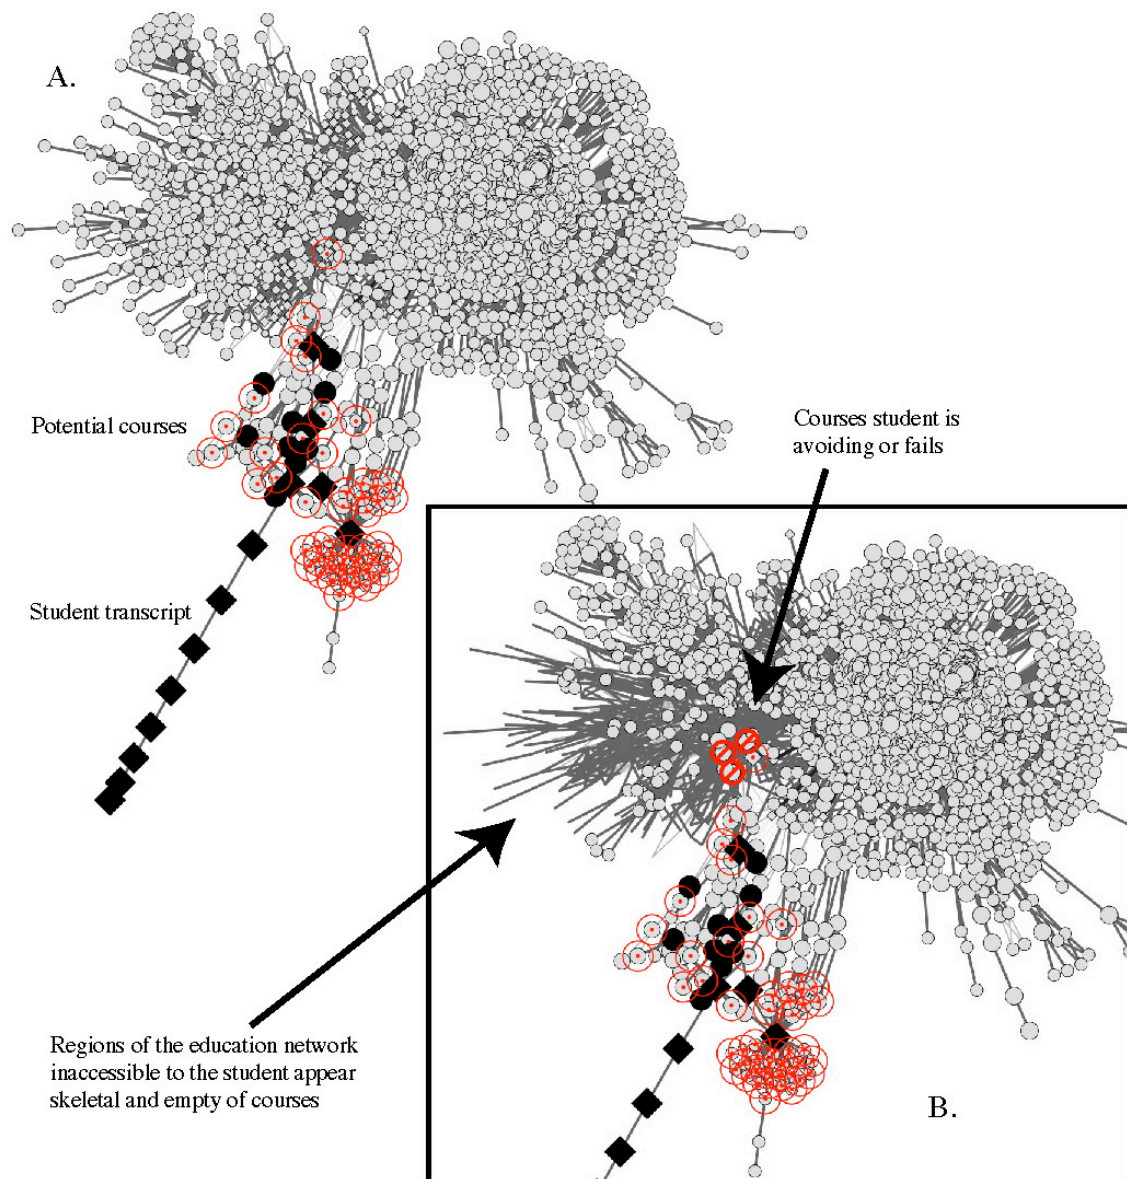 A.
Potential courses
Courses student is
avoiding or fails
Student transcript
Regions of the education network
inaccessible to the student appear
skeletal and empty of courses
B.